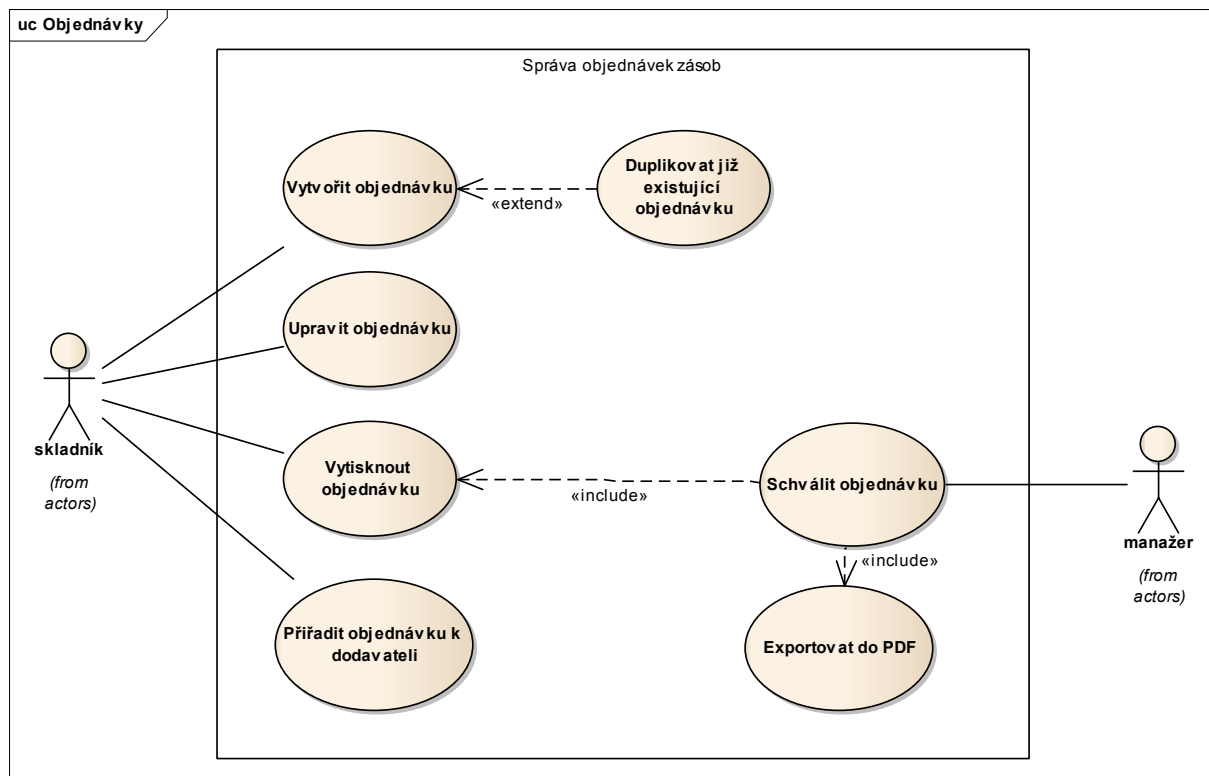 uc Objednávky
Správa objednávek zásob
Vytvořit objednávku
Duplikovat již
existující
objednávku
«extend»
Upravit objednávku
skladník
(from
actors)
Vytisknout
objednávku
«include»
Schválit objednávku
manažer
(from
actors)
«include»
Přiřadit objednávku k
dodavateli
Exportovat do PDF